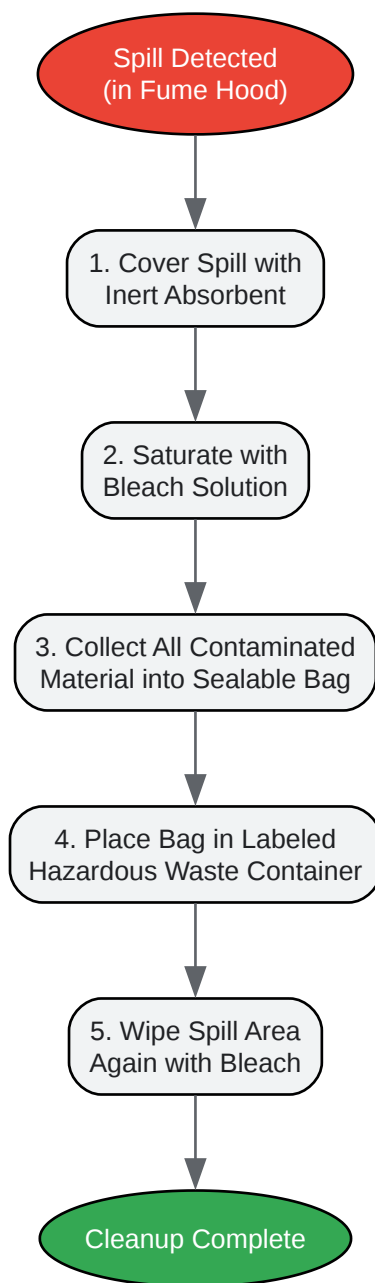 Spill Detected
(in Fume Hood)
1. Cover Spill with
Inert Absorbent
2. Saturate with
Bleach Solution
3. Collect All Contaminated
Material into Sealable Bag
4. Place Bag in Labeled
Hazardous Waste Container
5. Wipe Spill Area
Again with Bleach
Cleanup Complete